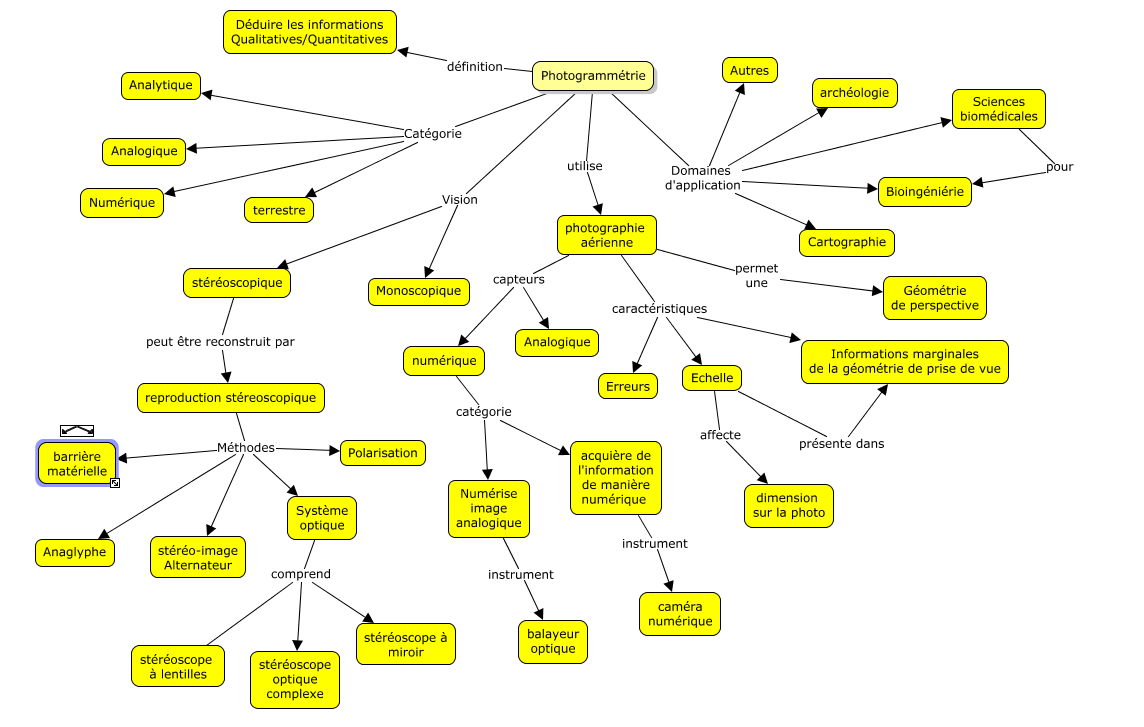 Déduire les informations
Qualitatives/Quantitatives
définition
Photogrammétrie
Autres
archéologie
Sciences
biomédicales
Analytique
Catégorie
Analogique
Numérique
terrestre
Vision
utilise
Domaines
d'application
pour
Bioingéniérie
Cartographie
photographie
aérienne
stéréoscopique
Monoscopique
capteurs
permet
une
Géométrie
de perspective
caractéristiques
peut être reconstruit par
numérique
Analogique
Erreurs
Echelle
Informations marginales
de la géométrie de prise de vue
reproduction stéreoscopique
catégorie
affecte
présente dans
Méthodes
barrière
matérielle
Polarisation
acquière de
l'information
de manière
numérique
Numérise
image
analogique
dimension
sur la photo
Système
optique
Anaglyphe
stéréo-image
Alternateur
instrument
instrument
comprend
caméra
numérique
balayeur
optique
stéréoscope à
miroir
stéréoscope
à lentilles
stéréoscope
optique
complexe